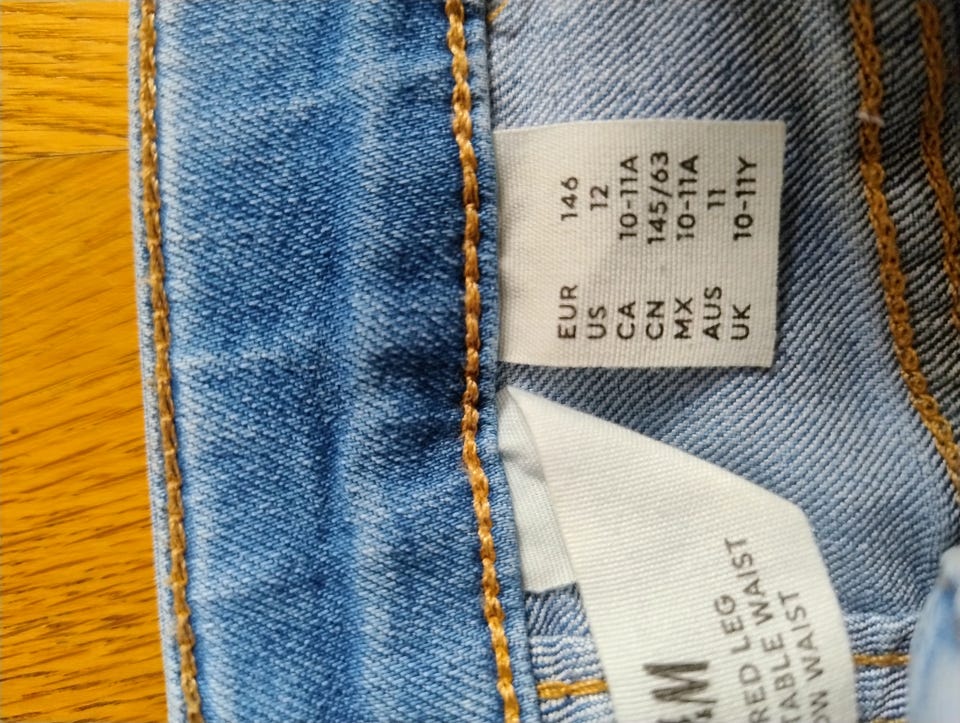 EUR 146
US 12
CA 10-11A
CN 145/63
MX 10-11A
AUS 11
UK 10-11Y
RED LEG
ABLE WAIST
W WAIST